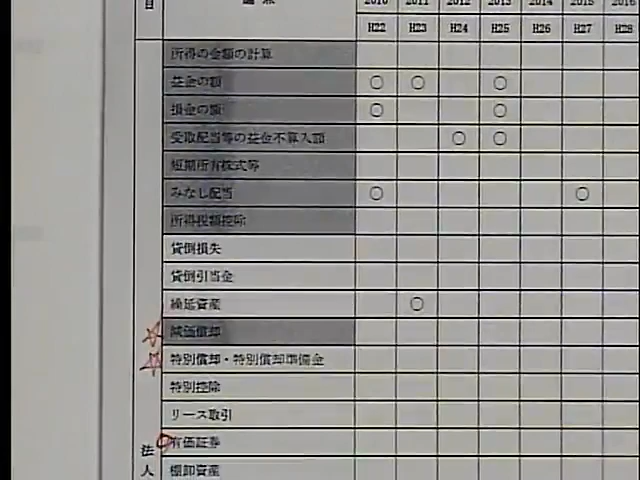 目 論点 2010 2011 2012 2013 2014 2015 2016
H22 H23 H24 H25 H26 H27 H28
所得の金額の計算
益金の額 ○ ○ ○
損金の額 ○ ○
受取配当等の益金不算入額 ○ ○
短期所有株式等
みなし配当 ○ ○
所得税額控除
貸倒損失
貸倒引当金
繰延資産 ○
減価償却
特別償却・特別償却準備金
特別控除
リース取引
有価証券
棚卸資産
法人